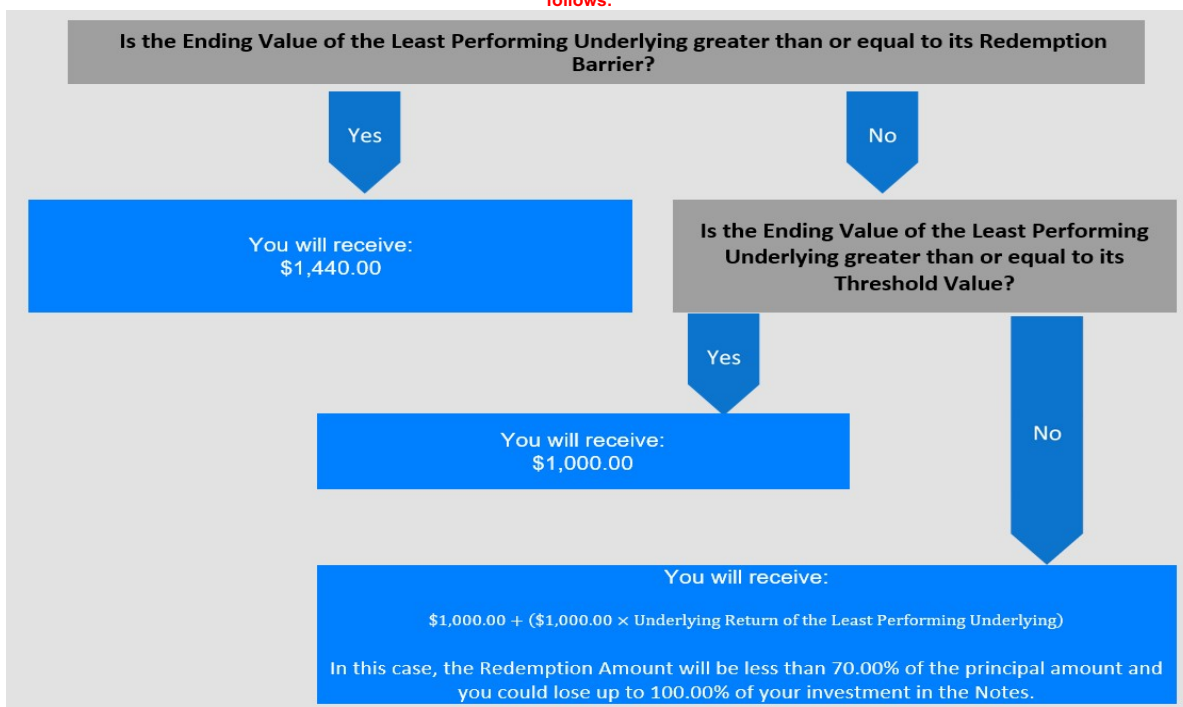 follows:
Is the Ending Value of the Least Performing Underlying greater than or equal to its Redemption
Barrier?
Yes
No
You will receive:
$1,440.00
Is the Ending Value of the Least Performing
Underlying greater than or equal to its
Threshold Value?
Yes
No
You will receive:
$1,000.00
You will receive:
$1,000.00 + ($1,000.00 × Underlying Return of the Least Performing Underlying)
In this case, the Redemption Amount will be less than 70.00% of the principal amount and
you could lose up to 100.00% of your investment in the Notes.